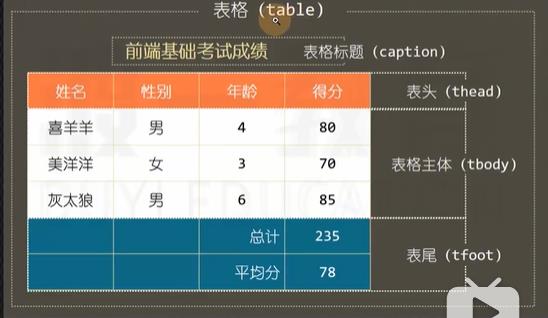 表格 (table)
前端基础考试成绩 表格标题 (caption)
姓名 性别 年龄 得分 表头 (thead)
喜羊羊 男 4 80
美洋洋 女 3 70 表格主体 (tbody)
灰太狼 男 6 85
总计 235 表尾 (tfoot)
平均分 78